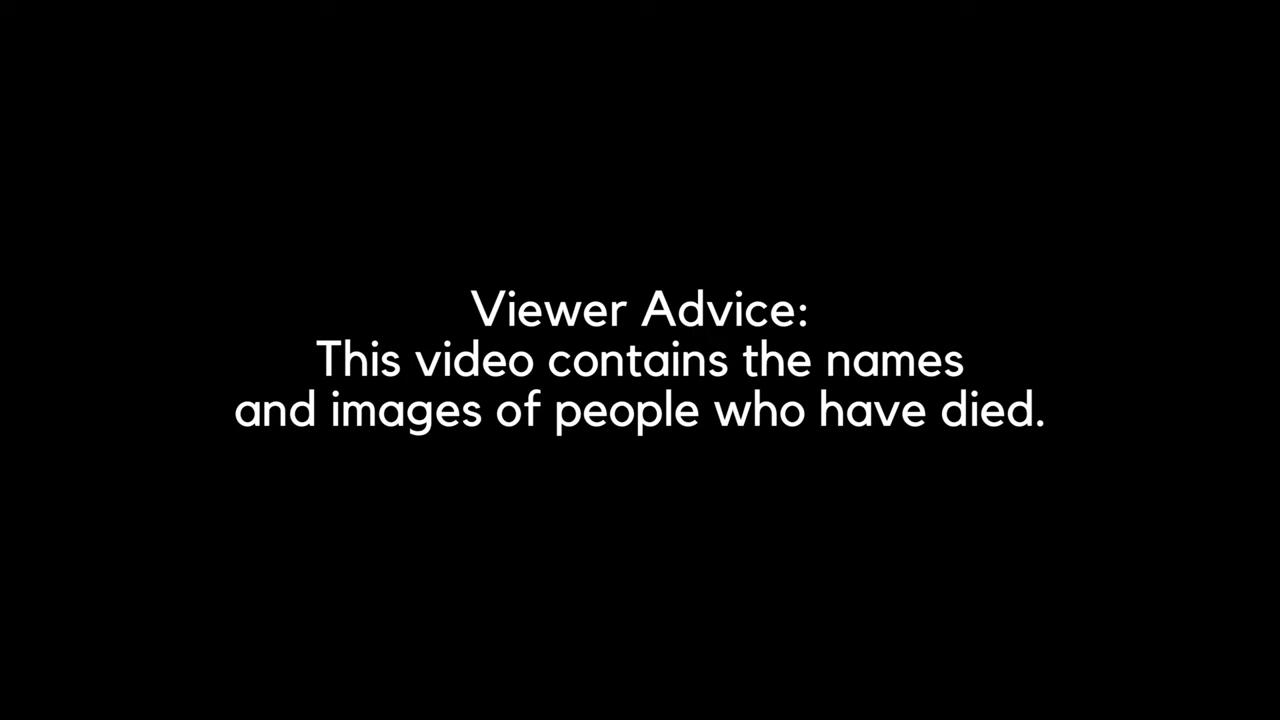 Viewer Advice:
This video contains the names
and images of people who have died.